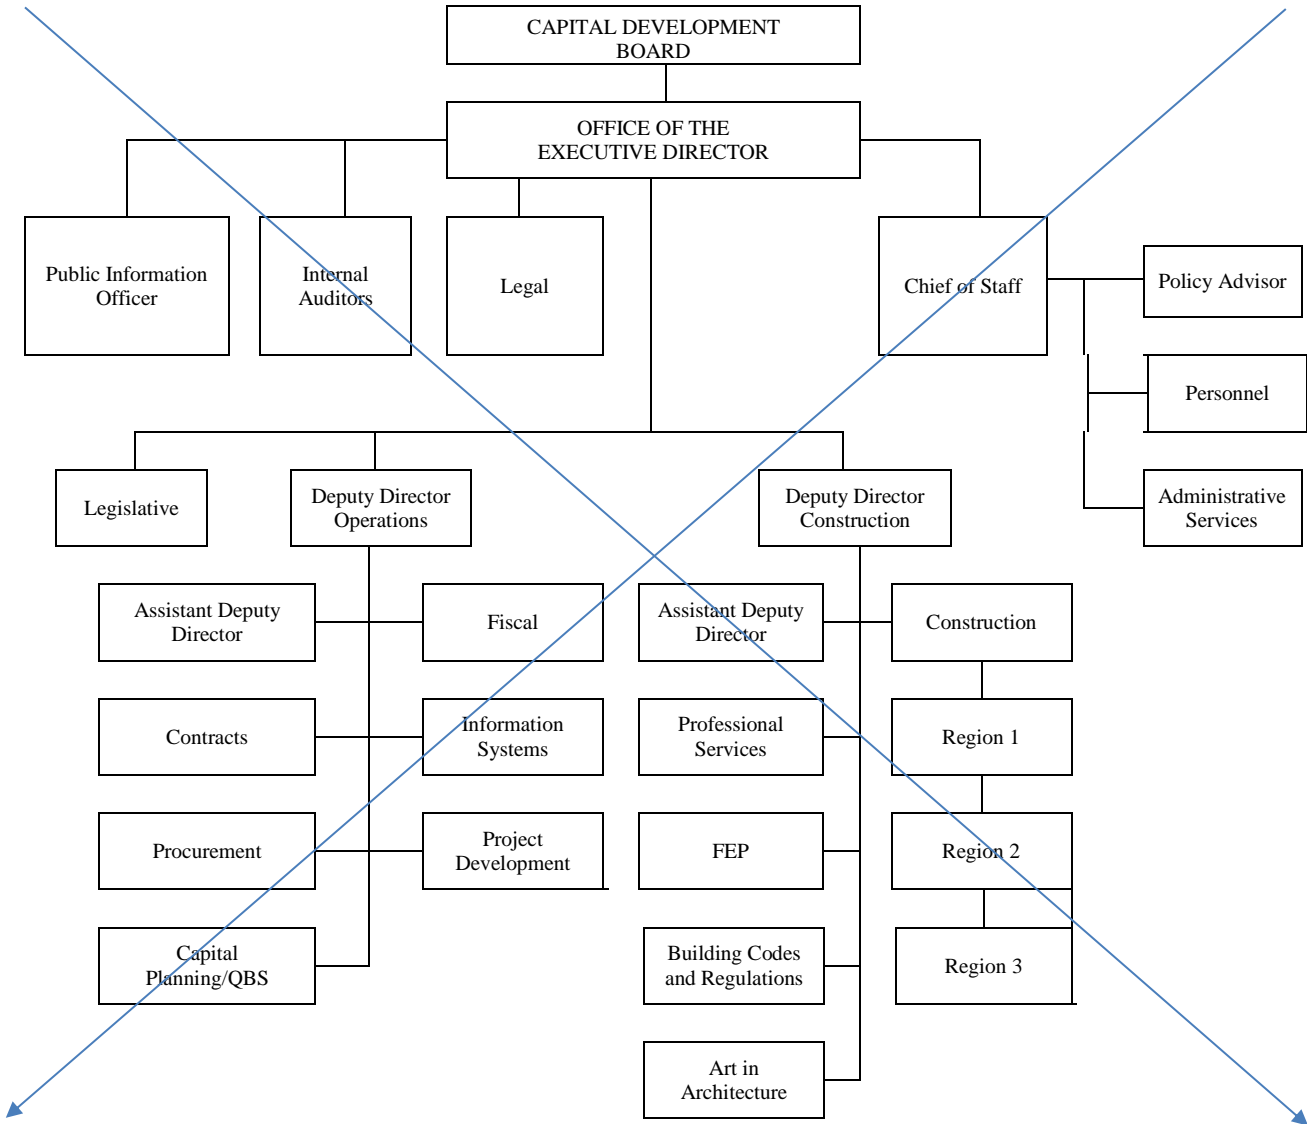 CAPITAL DEVELOPMENT
BOARD
OFFICE OF THE
EXECUTIVE DIRECTOR
Public Information
Officer
Internal
Auditors
Legal
Chief of Staff
Policy Advisor
Personnel
Administrative
Services
Legislative
Deputy Director
Operations
Deputy Director
Construction
Assistant Deputy
Director
Fiscal
Assistant Deputy
Director
Construction
Contracts
Information
Systems
Professional
Services
Region 1
Procurement
Project
Development
FEP
Region 2
Capital
Planning/QBS
Building Codes
and Regulations
Region 3
Art in
Architecture